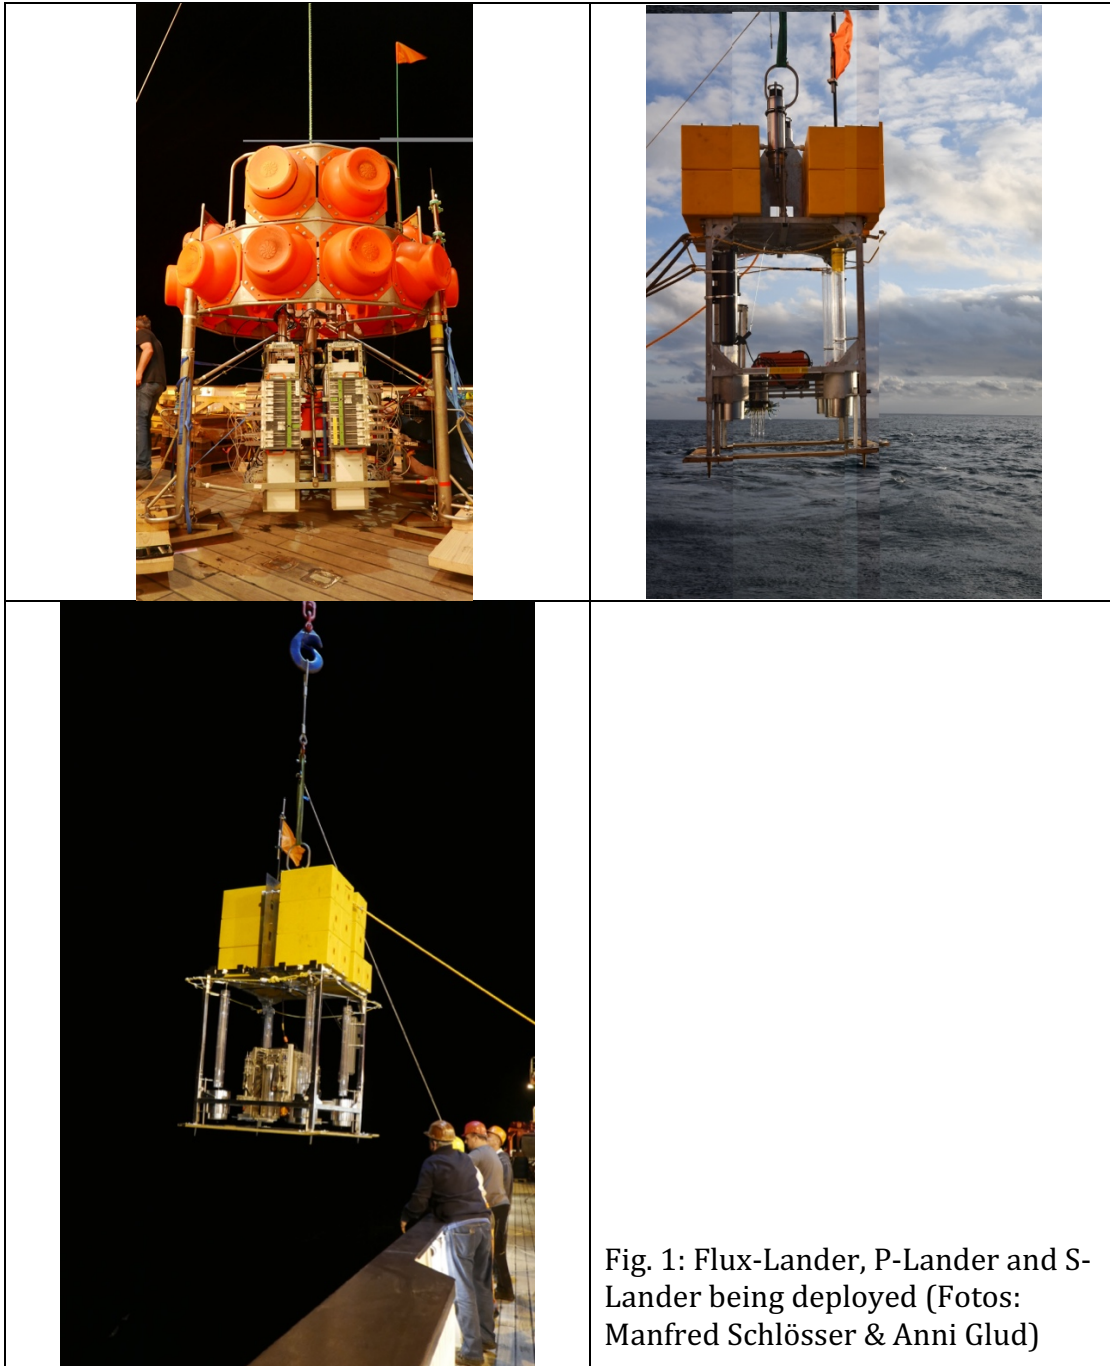 Fig. 1: Flux-Lander, P-Lander and S-
Lander being deployed (Fotos:
Manfred Schlösser & Anni Glud)